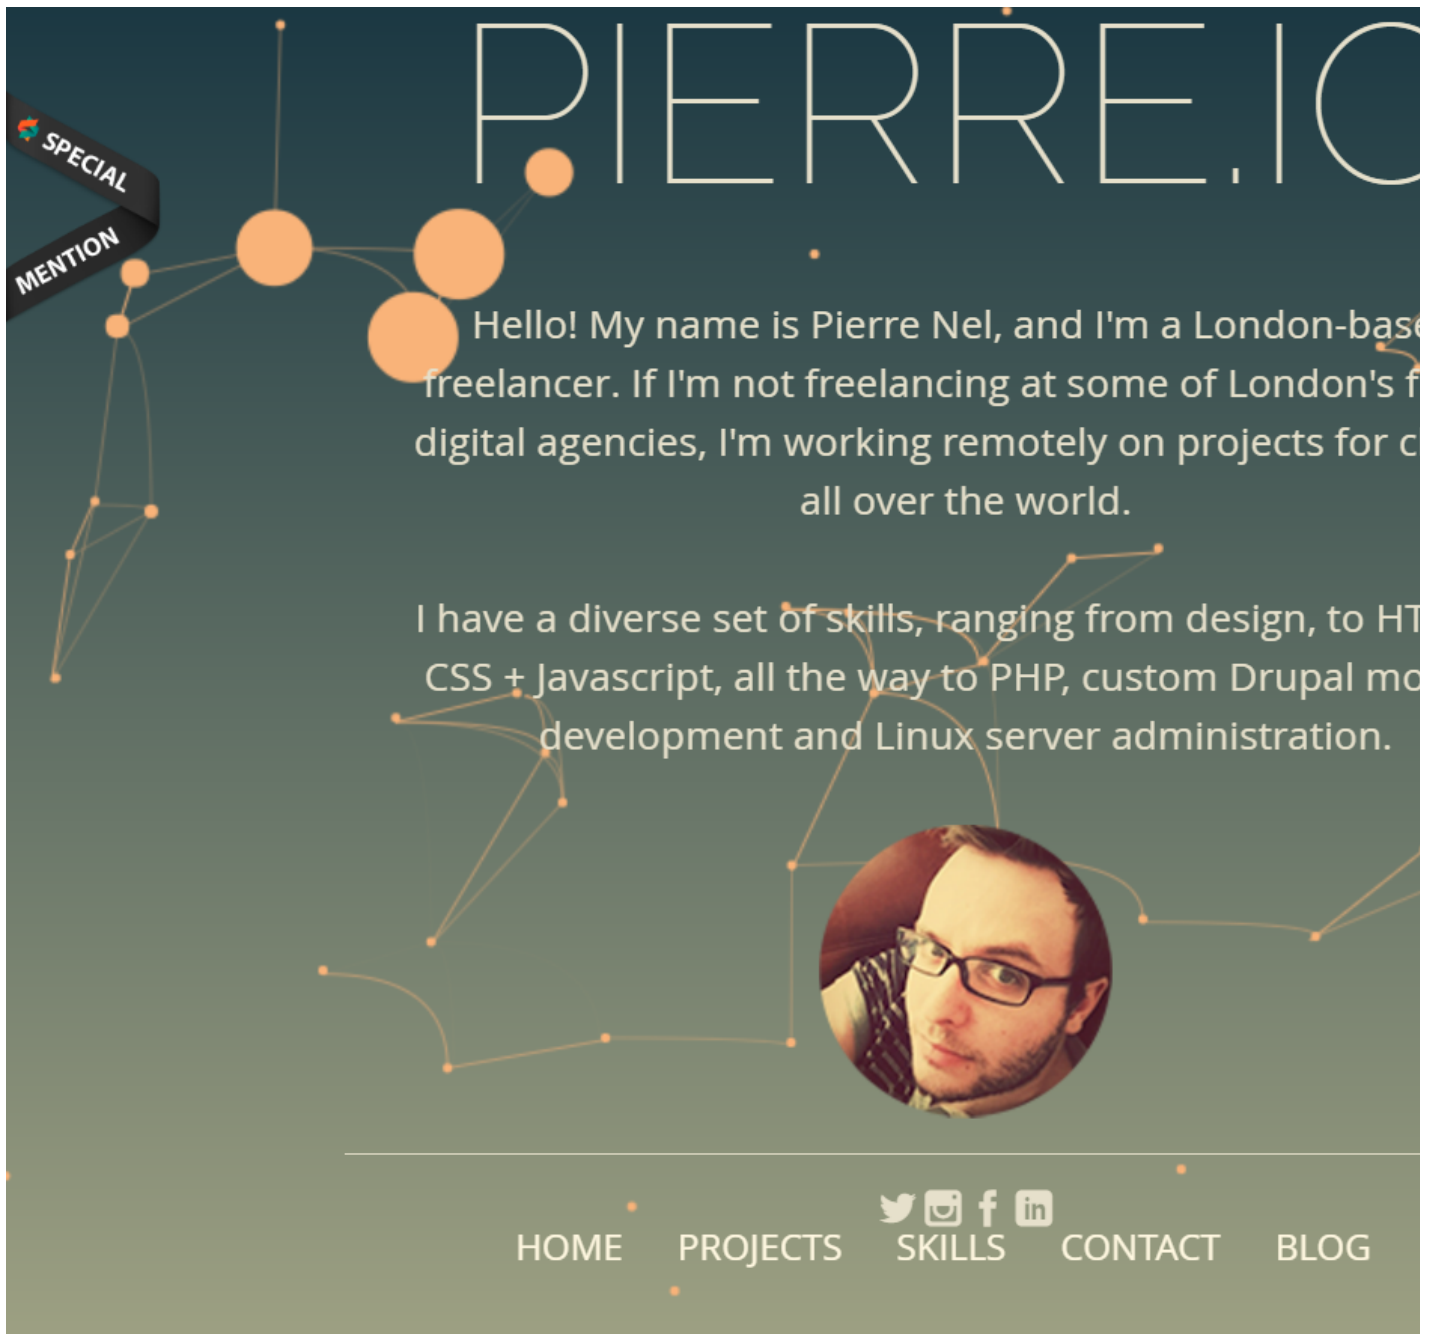 PIERRE.IO
SPECIAL
MENTION
Hello! My name is Pierre Nel, and I'm a London-base
freelancer. If I'm not freelancing at some of London's f
digital agencies, I'm working remotely on projects for c
all over the world.
I have a diverse set of skills, ranging from design, to HT
CSS + Javascript, all the way to PHP, custom Drupal mo
development and Linux server administration.
HOME PROJECTS SKILLS CONTACT BLOG